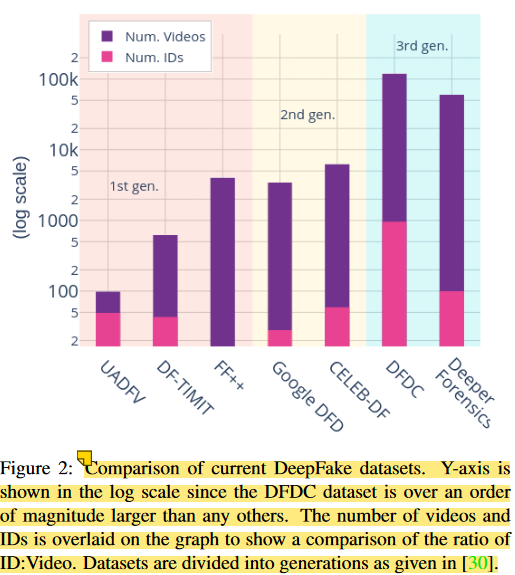 Num. Videos
Num. IDs
3rd gen.
2nd gen.
1st gen.
(log scale)
2
100k
5
2
10k
5
2
1000
5
2
100
5
2
UADFV
DF-TIMIT
FF++
Google DFD
CELEB-DF
DFDC
Deeper
Forensics
Figure 2: Comparison of current DeepFake datasets. Y-axis is
shown in the log scale since the DFDC dataset is over an order
of magnitude larger than any others. The number of videos and
IDs is overlaid on the graph to show a comparison of the ratio of
ID:Video. Datasets are divided into generations as given in [30].